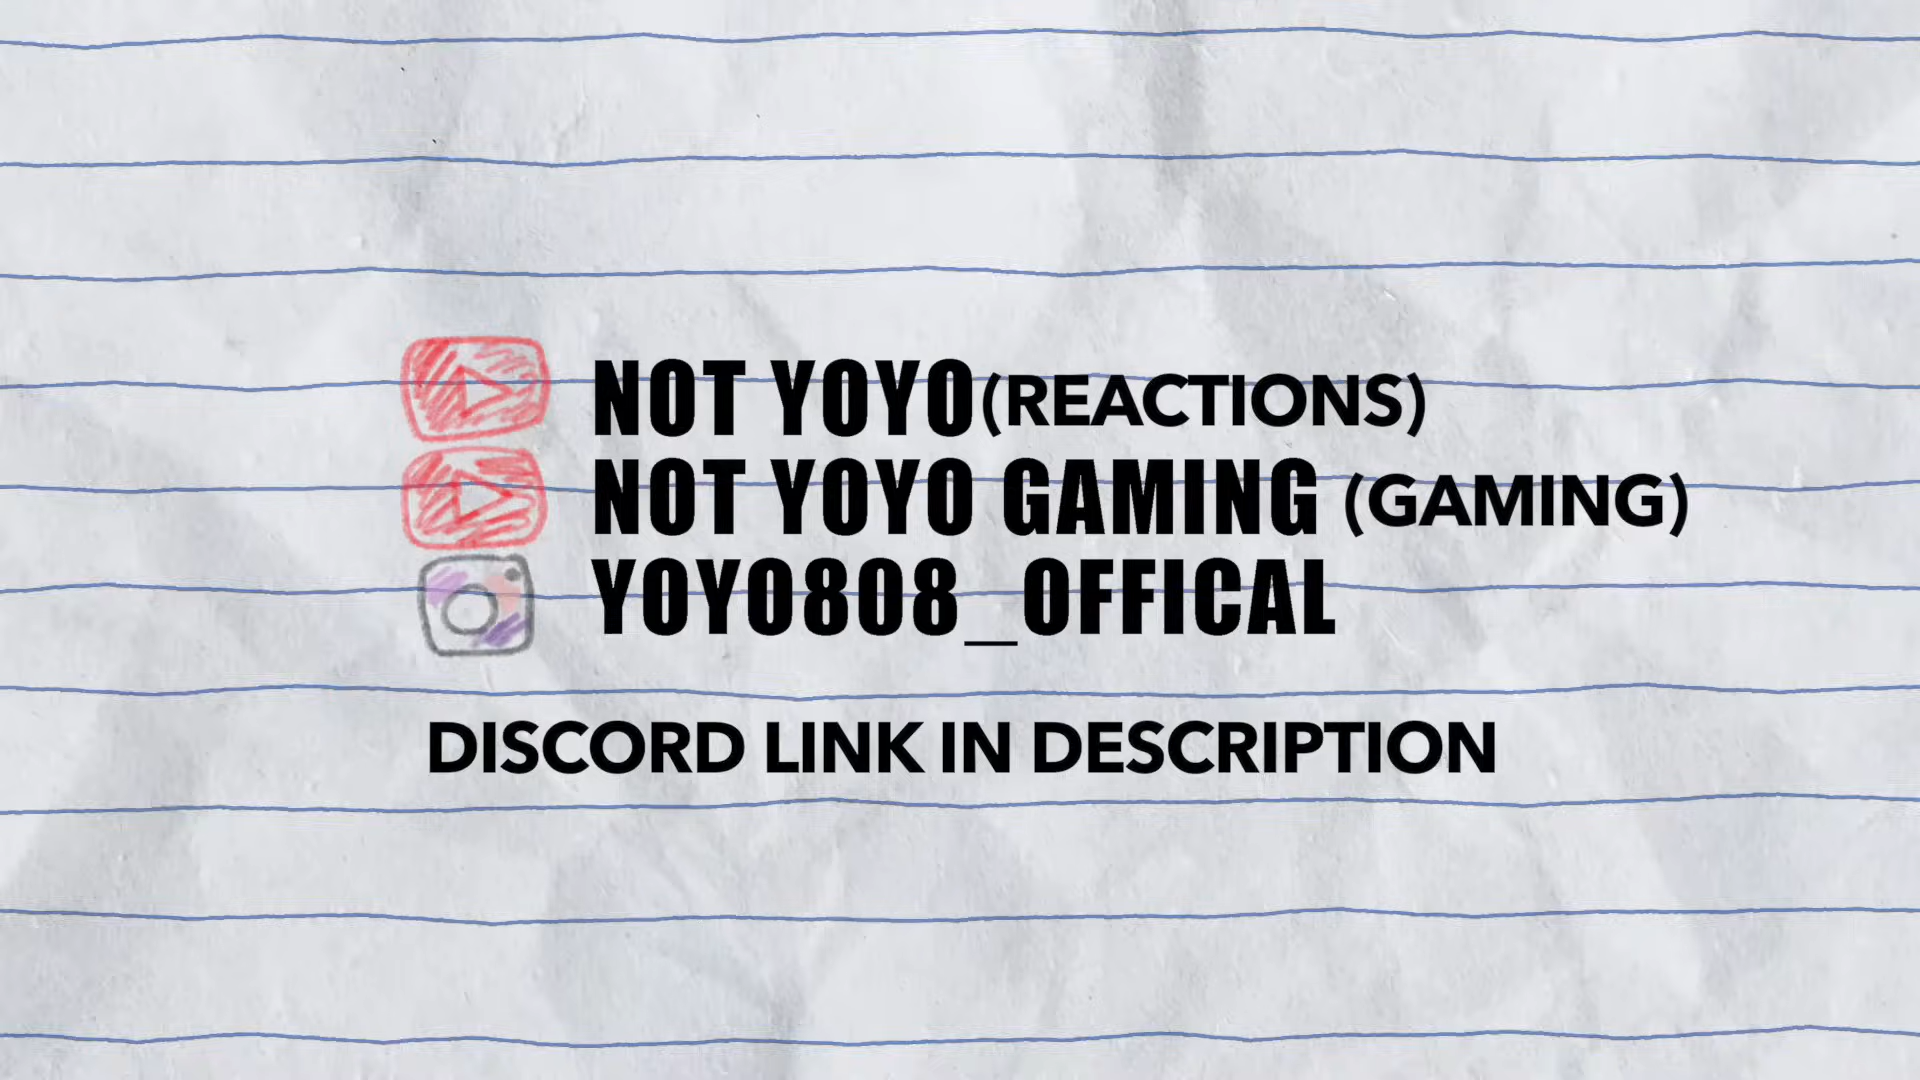 NOT YOYO (REACTIONS)
NOT YOYO GAMING (GAMING)
YOYO808_OFFICAL
DISCORD LINK IN DESCRIPTION